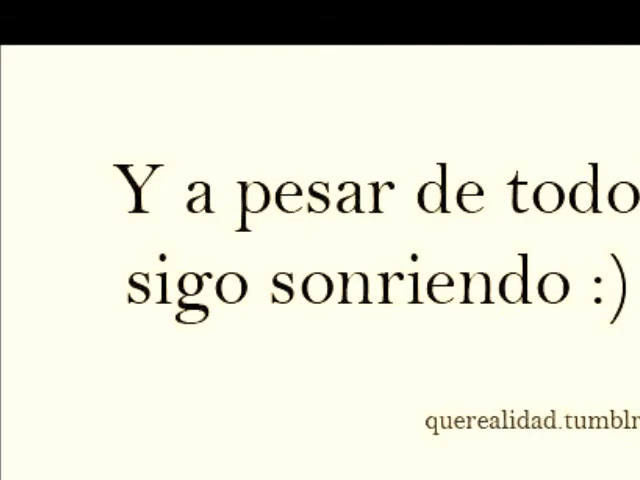 Y a pesar de todo
sigo sonriendo :)
querealidad.tumblr